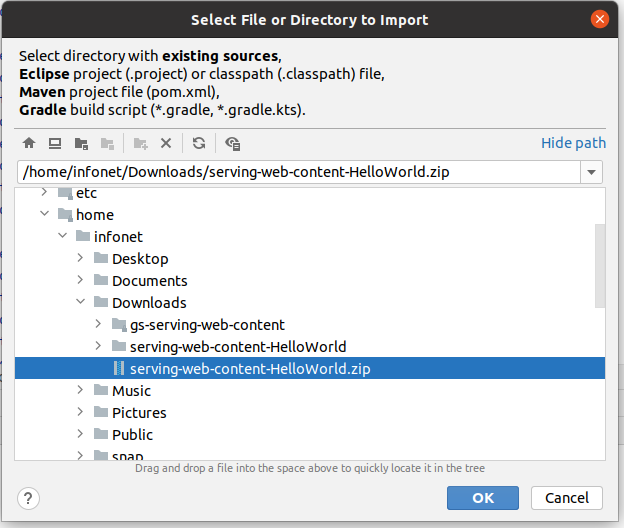 Select File or Directory to Import
Select directory with existing sources,
Eclipse project (.project) or classpath (.classpath) file,
Maven project file (pom.xml),
Gradle build script (*.gradle, *.gradle.kts).
Hide path.
/home/infonet/Downloads/serving-web-content-HelloWorld.zip
etc
home
infonet
Desktop
Documents
Downloads
gs-serving-web-content
serving-web-content-HelloWorld
serving-web-content-HelloWorld.zip
Music
Pictures
Public
snap
Drag and drop a file into the space above to quickly locate it in the tree
? OK Cancel